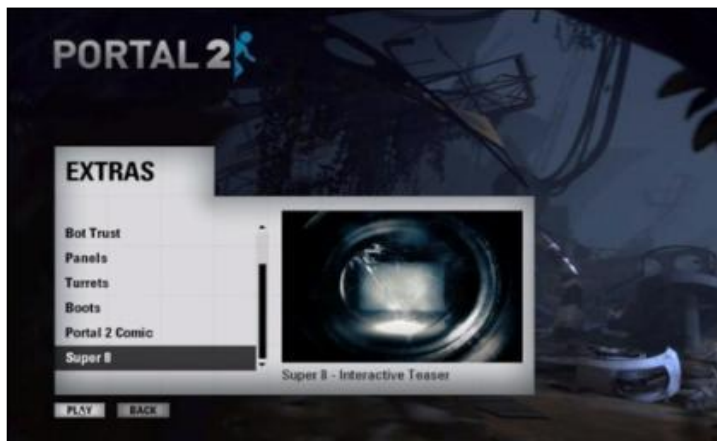 PORTAL 2
EXTRAS
Bot Trust
Panels
Turrets
Boots
Portal 2 Comic
Super 8
Super 8 - Interactive Teaser
PLAY BACK